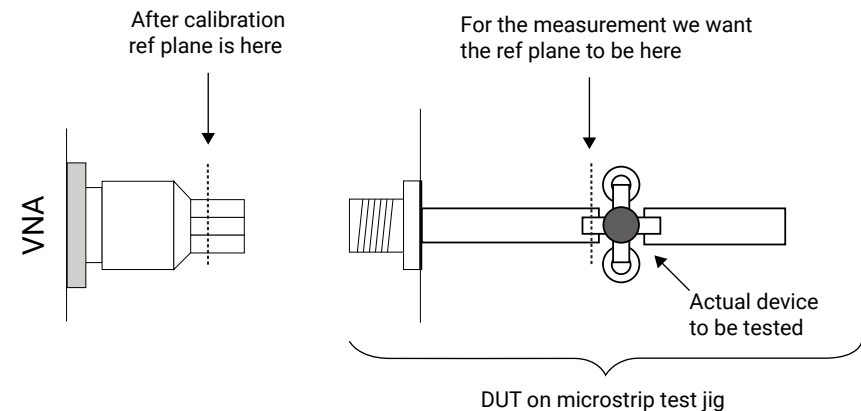 After calibration
ref plane is here
For the measurement we want
the ref plane to be here
VNA
Actual device
to be tested
DUT on microstrip test jig